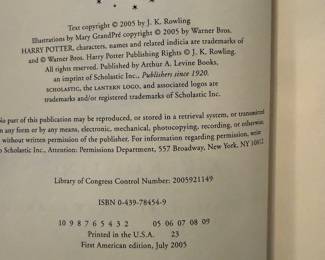 Text copyright © 2005 by J. K. Rowling
Illustrations by Mary GrandPré copyright © 2005 by Warner Bros.
HARRY POTTER, characters, names and related indicia are trademarks of
and © Warner Bros. Harry Potter Publishing Rights © J. K. Rowling.
All rights reserved. Published by Arthur A. Levine Books,
an imprint of Scholastic Inc., Publishers since 1920.
SCHOLASTIC, the LANTERN LOGO, and associated logos are
trademarks and/or registered trademarks of Scholastic Inc.
No part of this publication may be reproduced, or stored in a retrieval system, or transmitted
in any form or by any means, electronic, mechanical, photocopying, recording, or otherwise,
without written permission of the publisher. For information regarding permission, write
o Scholastic Inc., Attention: Permissions Department, 557 Broadway, New York, NY 10012
Library of Congress Control Number: 2005921149
ISBN 0-439-78454-9
10 9 8 7 6 5 4 3 2 05 06 07 08 09
Printed in the U.S.A. 23
First American edition, July 2005